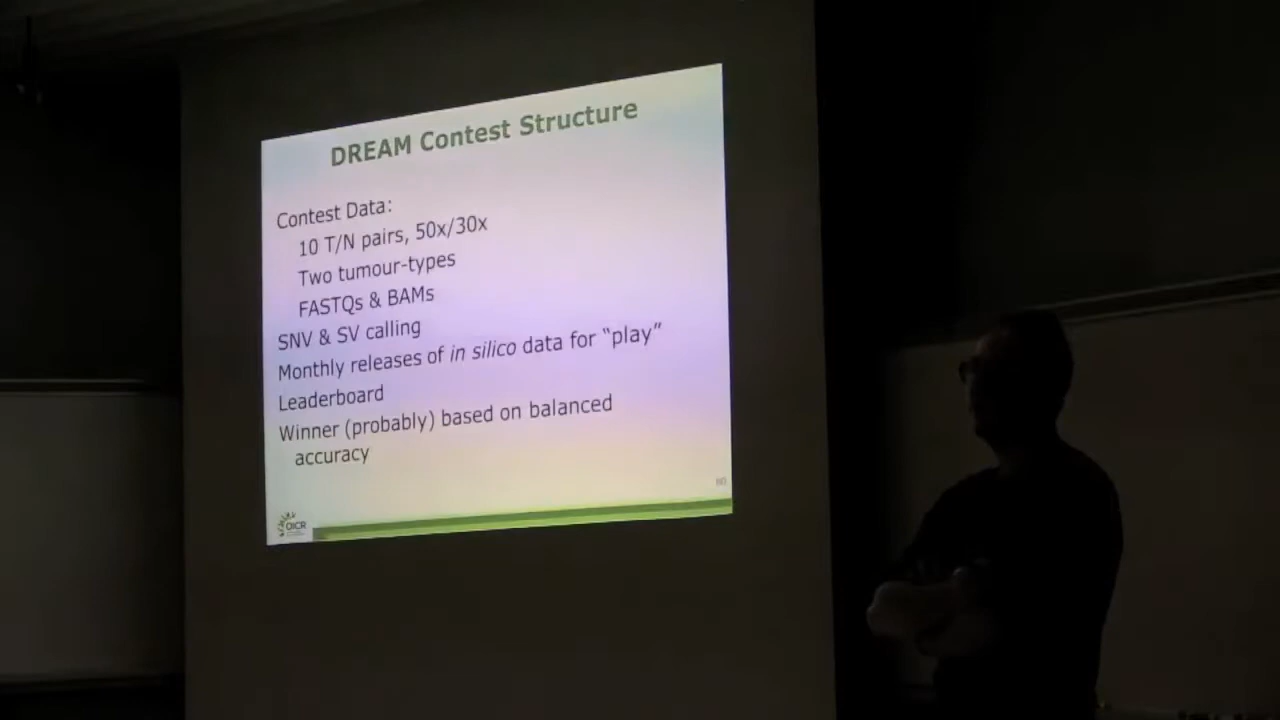 DREAM Contest Structure
Contest Data:
10 T/N pairs, 50x/30x
Two tumour-types
FASTQs & BAMs
SNV & SV calling
Monthly releases of in silico data for “play”
Leaderboard
Winner (probably) based on balanced
accuracy
OICR